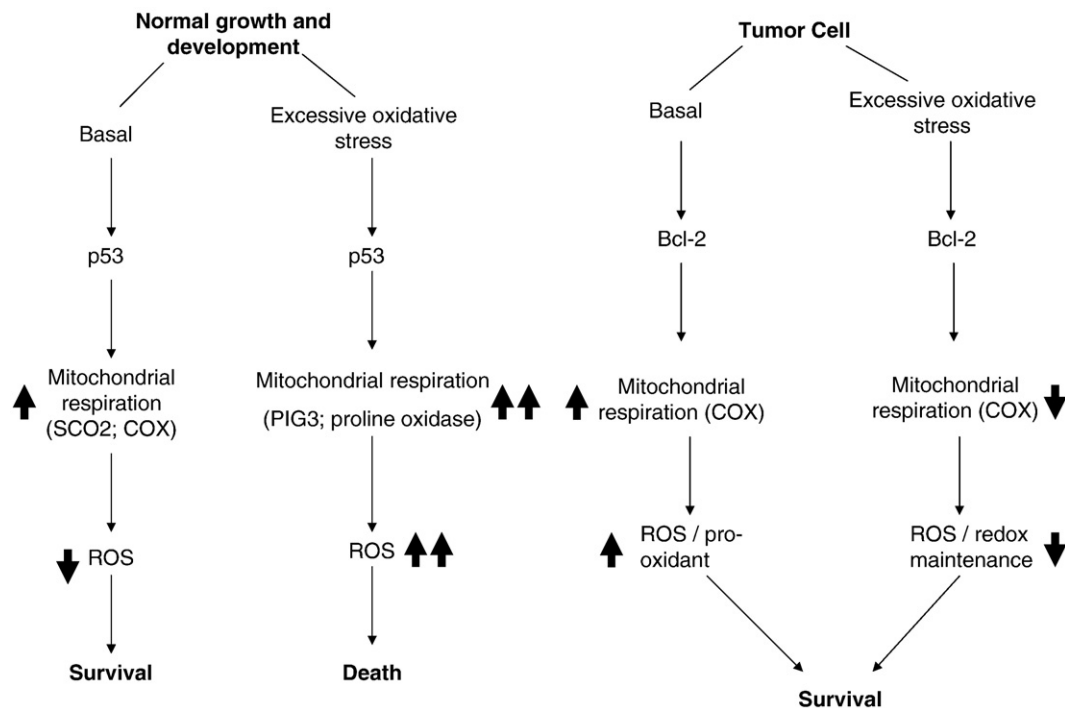 Normal growth and
development
Basal
Excessive oxidative
stress
p53
p53
Mitochondrial
respiration
(SCO2; COX)
Mitochondrial respiration
(PIG3; proline oxidase)
ROS
ROS
Survival
Death
Tumor Cell
Basal
Excessive oxidative
stress
Bcl-2
Bcl-2
Mitochondrial
respiration (COX)
Mitochondrial
respiration (COX)
ROS / pro-
oxidant
ROS / redox
maintenance
Survival